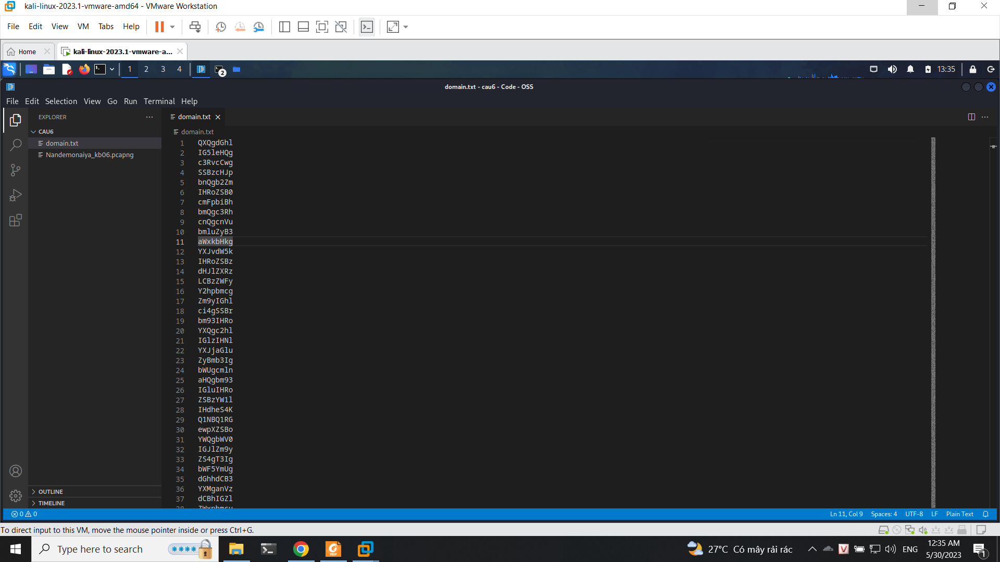 kali-linux-2023.1-vmware-amd64 - VMware Workstation
File Edit View VM Tabs Help
Home
kali-linux-2023.1-vmware-a...
1 2 3 4
2
13:35
domain.txt - cau6 - Code - OSS
File Edit Selection View Go Run Terminal Help
EXPLORER
domain.txt
CAU6
domain.txt
domain.txt
Nandemonaiya_kb06.pcapng
1 QXQgdGhl
2 IG5leHQg
3 c3RvcCwg
4 SSBzcHJp
5 bnQgb2Zm
6 IHRoZSB0
7 cmFpbiBh
8 bmQgc3Rh
9 cnQgcnVu
10 bmluZyB3
11 aWxkbHkg
12 YXJvdW5k
13 IHRoZSBz
14 dHJlZXRz
15 LCBzZWFy
16 Y2hpbmcg
17 Zm9yIGhl
18 ci4gSSBr
19 bm93IHRo
20 YXQgc2hl
21 IGlzIHNl
22 YXJjaGlu
23 ZyBmb3Ig
24 bWUgcmln
25 aHQgbm93
26 IGluIHRo
27 ZSBzYW1l
28 IHdheS4K
29 Q1NBQ1RG
30 ewpXZSBo
31 YWQgbWV0
32 IGJlZm9y
33 ZS4gT3Ig
34 bWF5YmUg
35 dGhhdCB3
36 YXMganVz
37 dCBhIGZl
38 ZWxpbmcu
OUTLINE
TIMELINE
0 0
Ln 11, Col 9 Spaces: 4 UTF-8 LF Plain Text
To direct input to this VM, move the mouse pointer inside or press Ctrl+G.
Type here to search
27°C Có mây rải rác
ENG
12:35 AM
5/30/2023
1